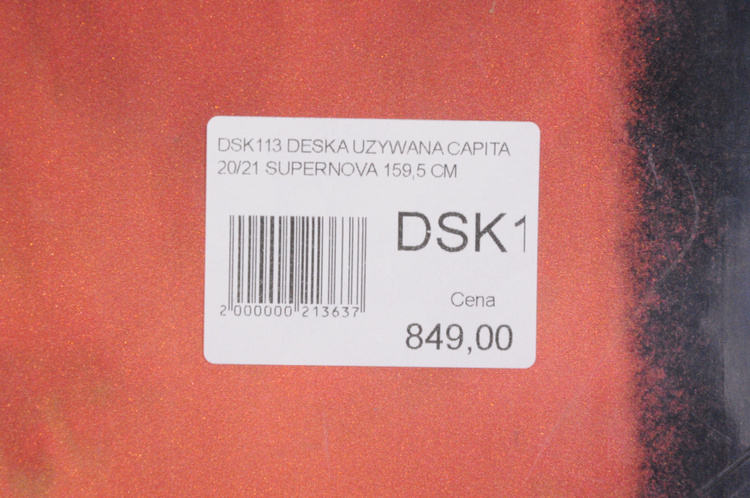 DSK113 DESKA UZYWANA CAPITA
20/21 SUPERNOVA 159,5 CM
DSK1
2 000000 213637
Cena
849,00